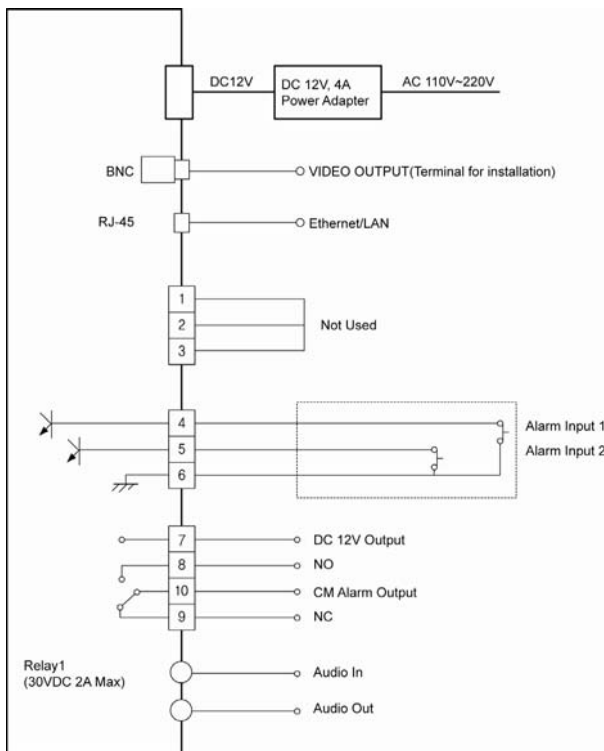 DC12V
DC 12V, 4A
Power Adapter
AC 110V~220V
BNC
VIDEO OUTPUT(Terminal for installation)
RJ-45
Ethernet/LAN
1
2
3
Not Used
4
5
6
Alarm Input 1
Alarm Input 2
7
DC 12V Output
8
NO
10
CM Alarm Output
9
NC
Relay1
(30VDC 2A Max)
Audio In
Audio Out